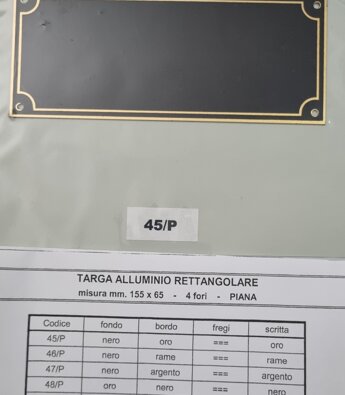 45/P
TARGA ALLUMINIO RETTANGOLARE
misura mm. 155 x 65 - 4 fori - PIANA
Codice fondo bordo fregi scritta
45/P nero oro === oro
46/P nero rame === rame
47/P nero argento === argento
48/P oro nero === nero